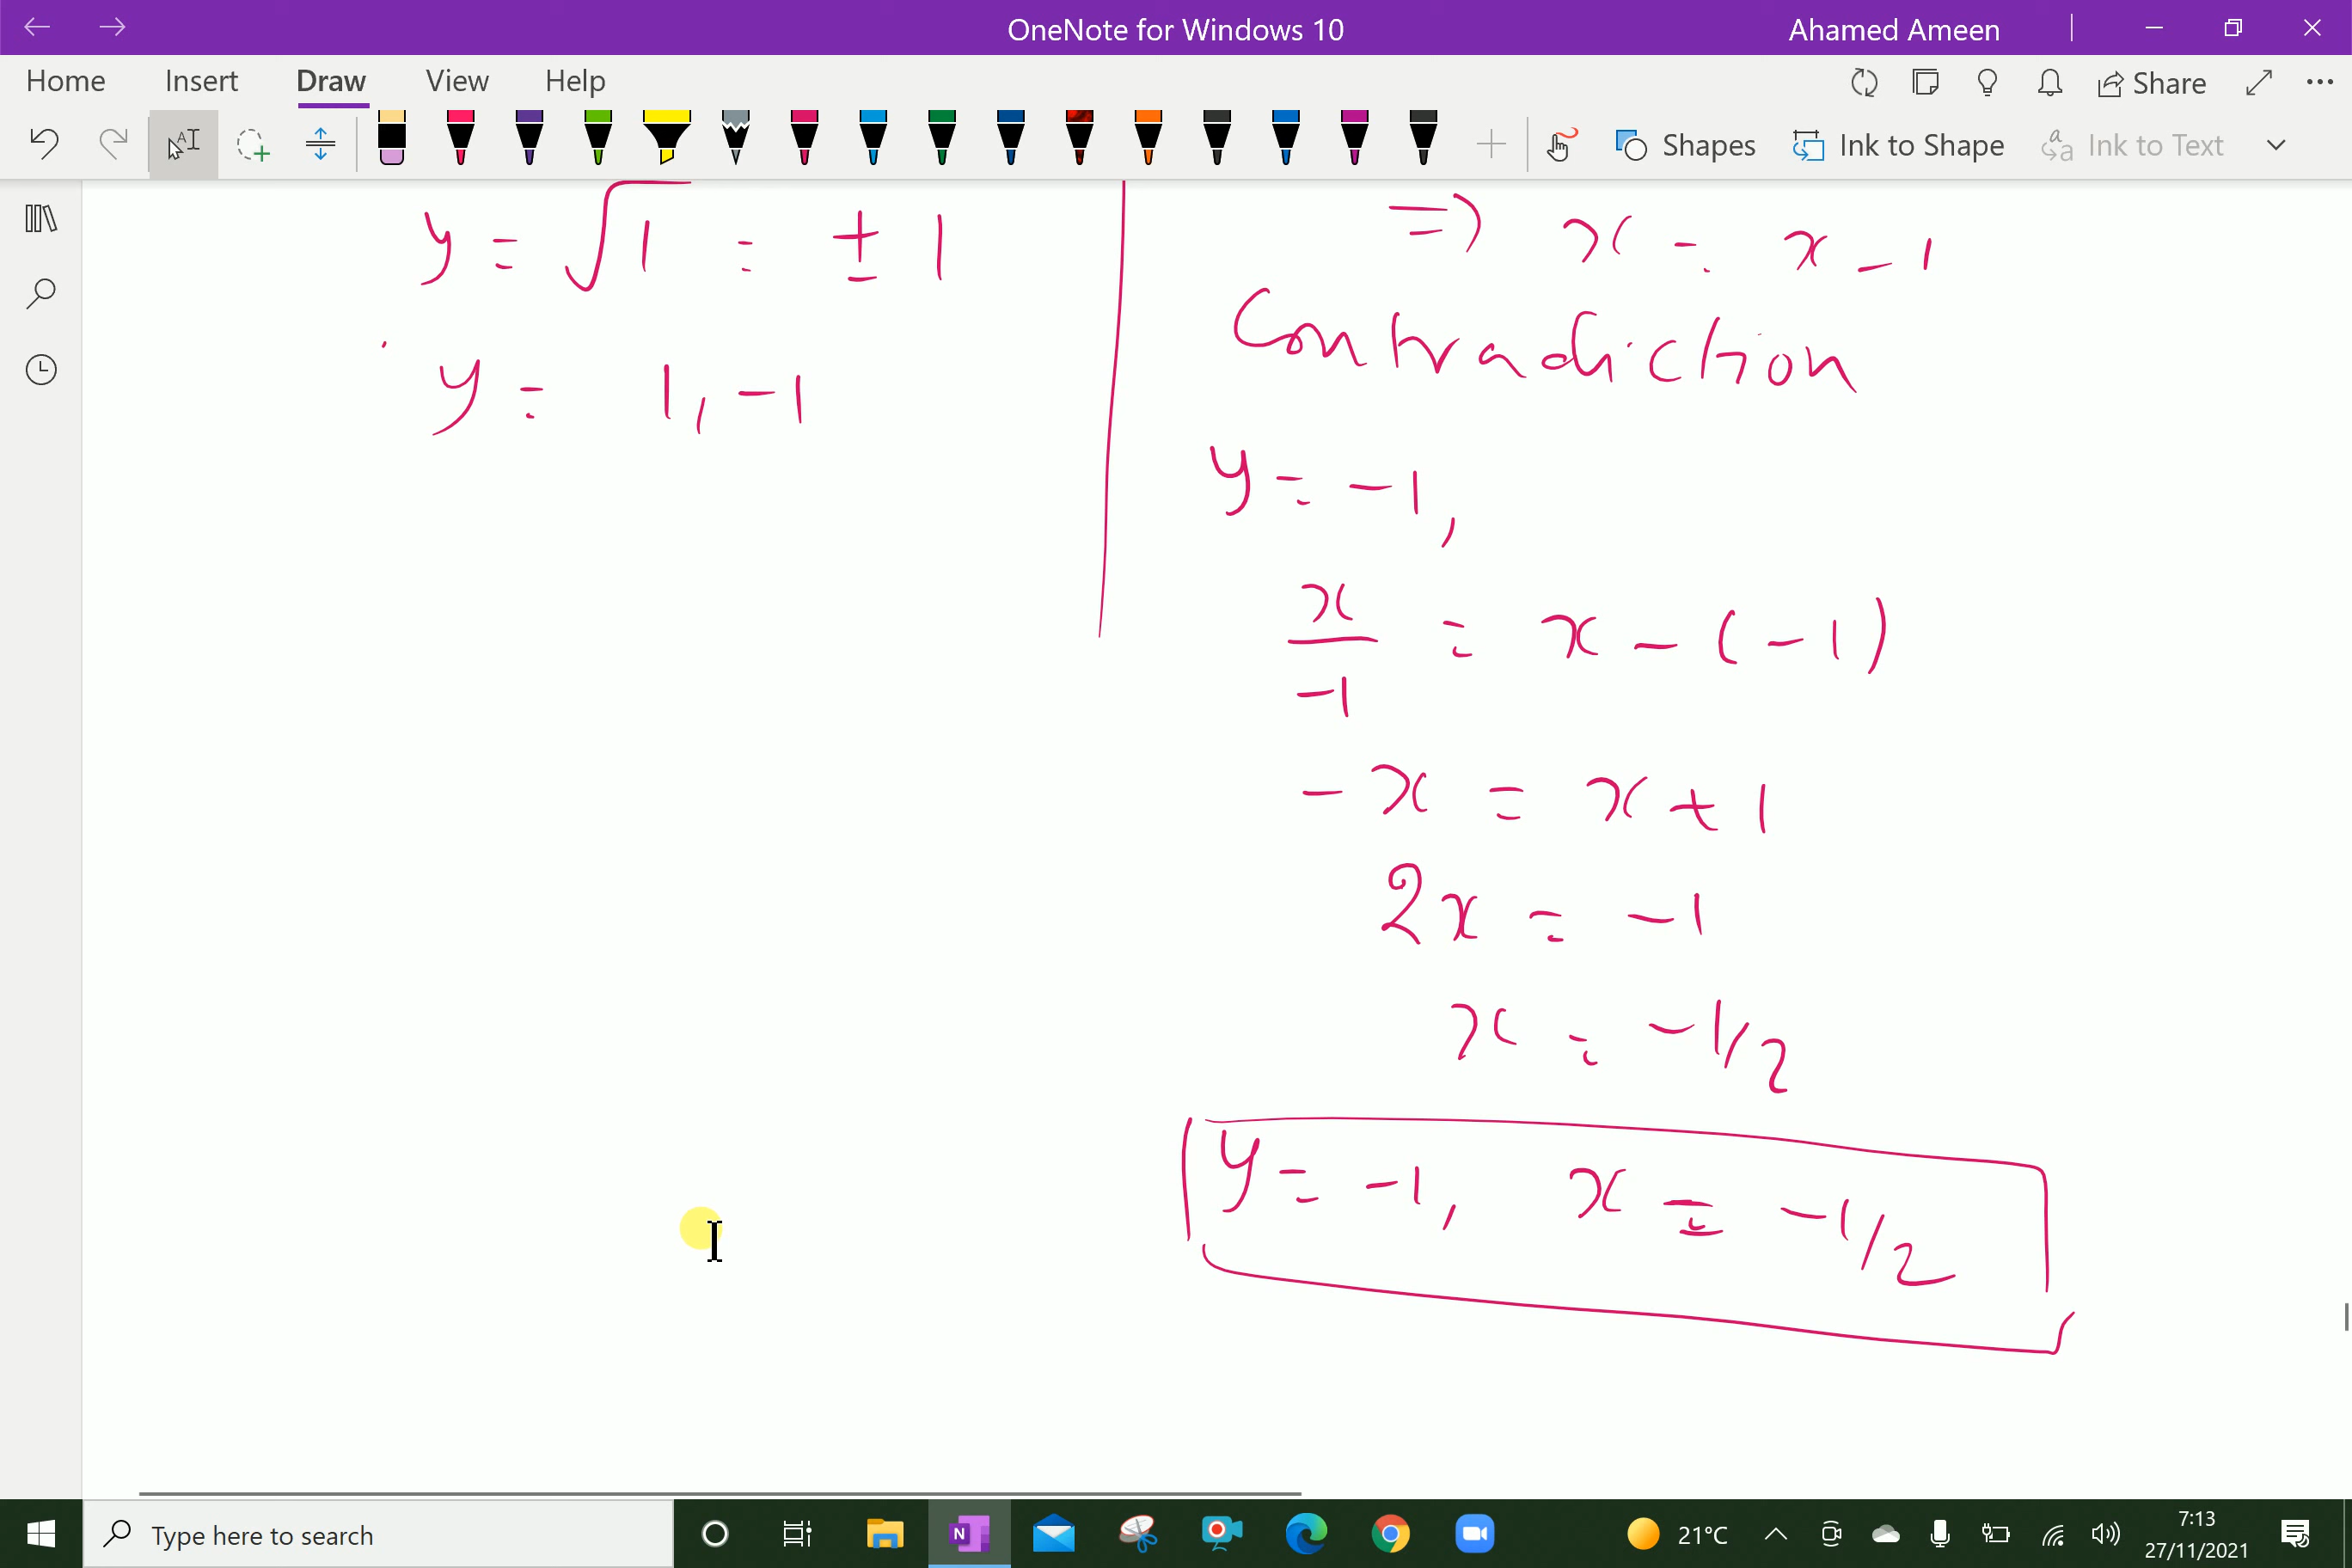 OneNote for Windows 10
Ahamed Ameen
Home Insert Draw View Help
Share
Shapes Ink to Shape Ink to Text
y = √1 = ± 1
y = 1, -1
=> x = x - 1
Contradiction
y = -1,
x/-1 = x - (-1)
-x = x + 1
2x = -1
x = -1/2
y = -1, x = -1/2
Type here to search
21°C
7:13
27/11/2021